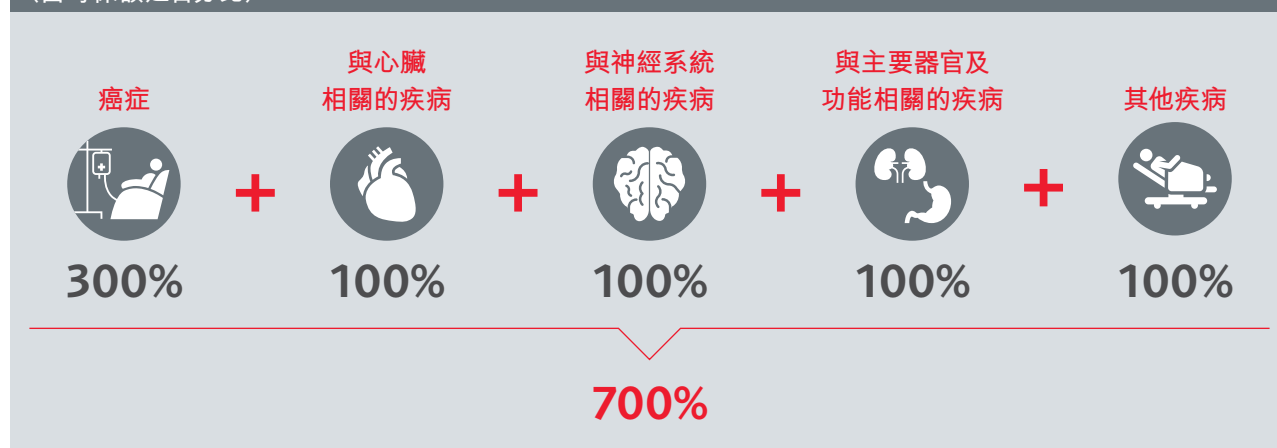 癌症
與心臟
相關的疾病
與神經系統
相關的疾病
與主要器官及
功能相關的疾病
其他疾病
+ + + +
300% 100% 100% 100% 100%
700%